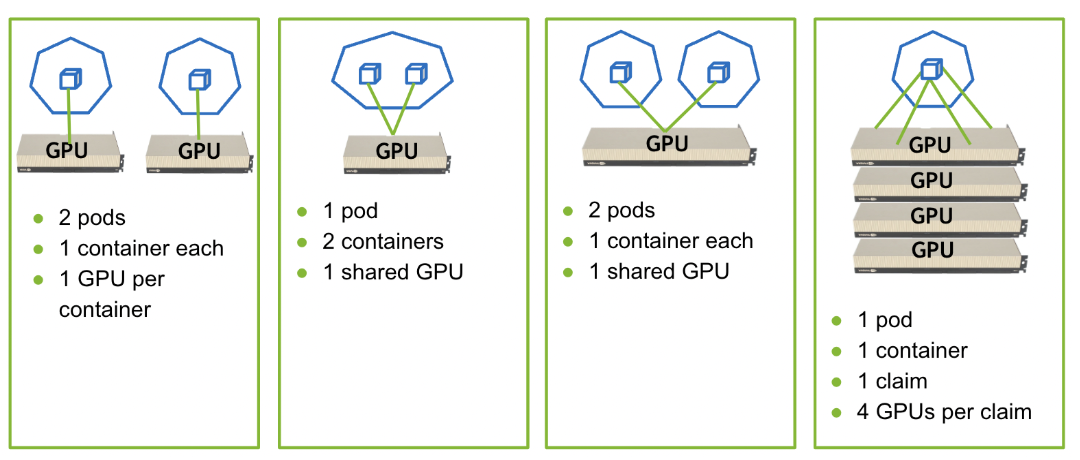 GPU
GPU
2 pods
1 container each
1 GPU per
container
GPU
1 pod
2 containers
1 shared GPU
GPU
2 pods
1 container each
1 shared GPU
GPU
GPU
GPU
GPU
1 pod
1 container
1 claim
4 GPUs per claim